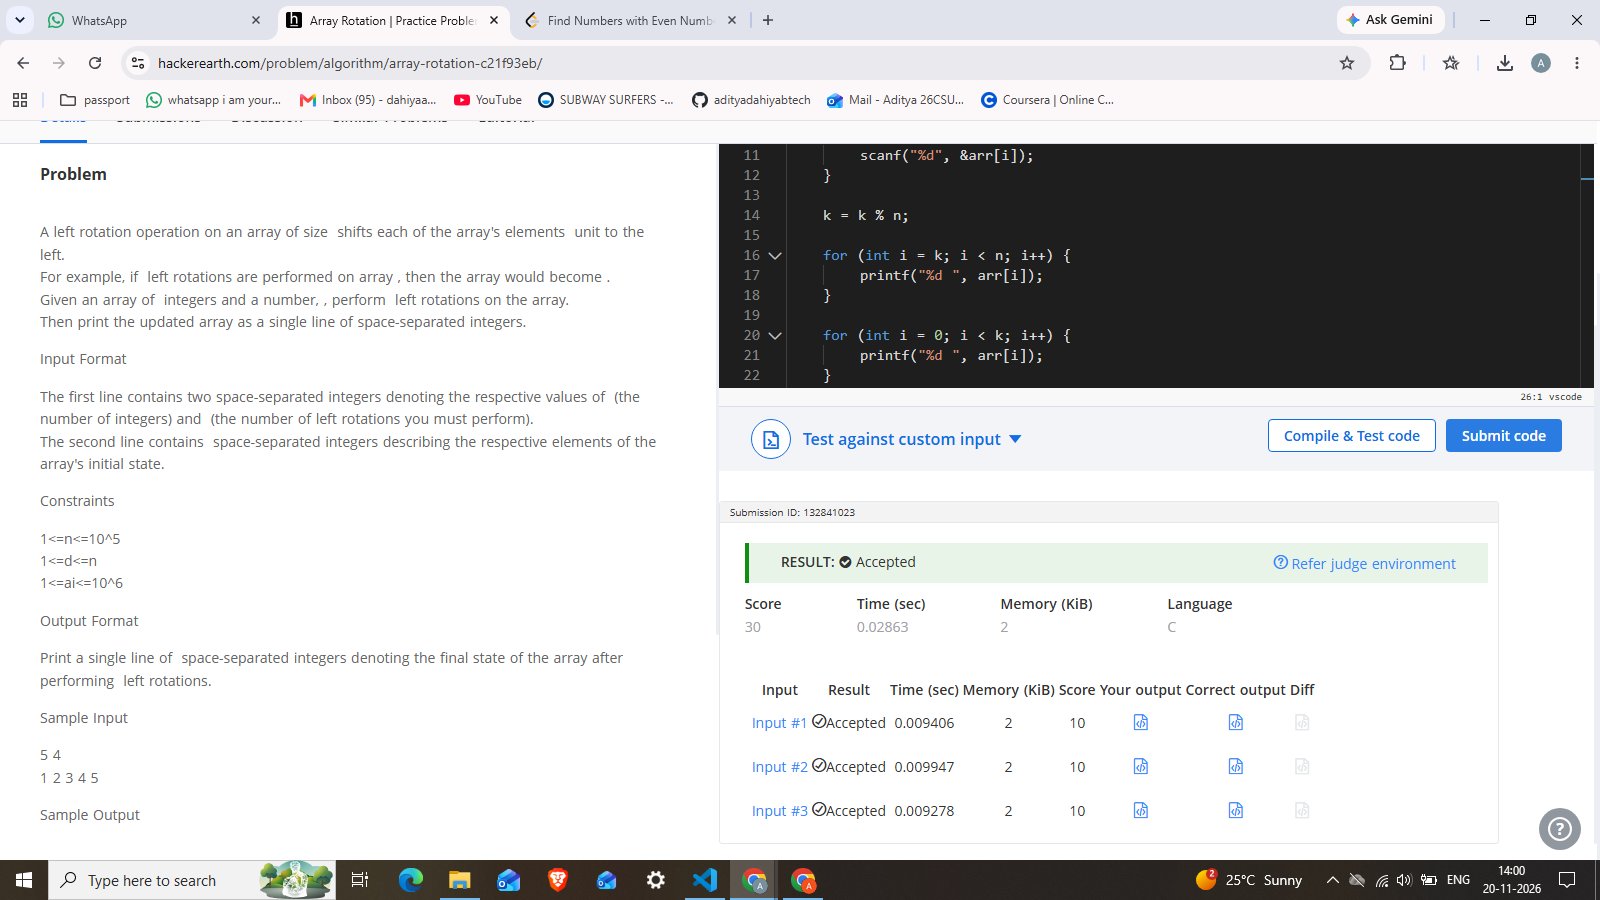 WhatsApp
Array Rotation | Practice Proble
Find Numbers with Even Numb
Ask Gemini
hackerearth.com/problem/algorithm/array-rotation-c21f93eb/
A
passport
whatsapp i am your...
Inbox (95) - dahiyaa...
YouTube
SUBWAY SURFERS -...
adityadahiyabtech
Mail - Aditya 26CSU...
Coursera | Online C...
Details
Submissions
Discussion
Similar Problems
Editorial
Problem
A left rotation operation on an array of size shifts each of the array's elements unit to the
left.
For example, if left rotations are performed on array , then the array would become .
Given an array of integers and a number, , perform left rotations on the array.
Then print the updated array as a single line of space-separated integers.
Input Format
The first line contains two space-separated integers denoting the respective values of (the
number of integers) and (the number of left rotations you must perform).
The second line contains space-separated integers describing the respective elements of the
array's initial state.
Constraints
1<=n<=10^5
1<=d<=n
1<=ai<=10^6
Output Format
Print a single line of space-separated integers denoting the final state of the array after
performing left rotations.
Sample Input
5 4
1 2 3 4 5
Sample Output
11 scanf("%d", &arr[i]);
12 }
13
14 k = k % n;
15
16 for (int i = k; i < n; i++) {
17 printf("%d ", arr[i]);
18 }
19
20 for (int i = 0; i < k; i++) {
21 printf("%d ", arr[i]);
22 }
26:1 vscode
Test against custom input
Compile & Test code
Submit code
Submission ID: 132841023
RESULT: Accepted
Refer judge environment
Score Time (sec) Memory (KiB) Language
30 0.02863 2 C
Input Result Time (sec) Memory (KiB) Score Your output Correct output Diff
Input #1 Accepted 0.009406 2 10
Input #2 Accepted 0.009947 2 10
Input #3 Accepted 0.009278 2 10
Type here to search
2
25°C Sunny
ENG
14:00
20-11-2026